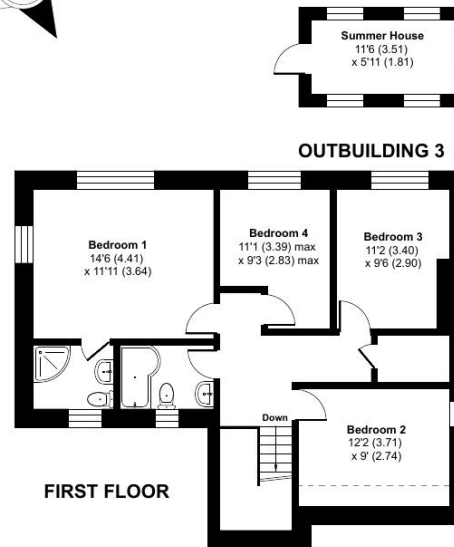 Summer House
11'6 (3.51)
x 5'11 (1.81)
OUTBUILDING 3
Bedroom 1
14'6 (4.41)
x 11'11 (3.64)
Bedroom 4
11'1 (3.39) max
x 9'3 (2.83) max
Bedroom 3
11'2 (3.40)
x 9'6 (2.90)
Down
Bedroom 2
12'2 (3.71)
x 9' (2.74)
FIRST FLOOR